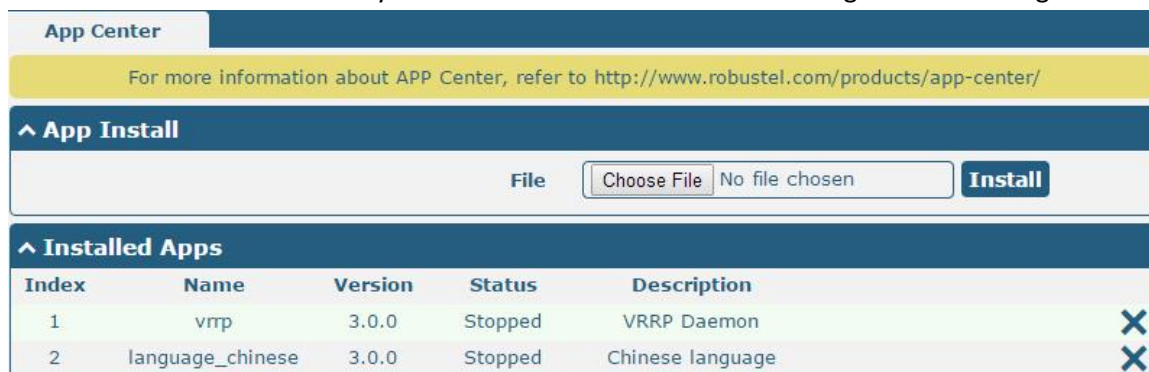 App Center
For more information about APP Center, refer to http://www.robustel.com/products/app-center/
App Install
File Choose File No file chosen Install
Installed Apps
Index Name Version Status Description
1 vrrp 3.0.0 Stopped VRRP Daemon
2 language_chinese 3.0.0 Stopped Chinese language